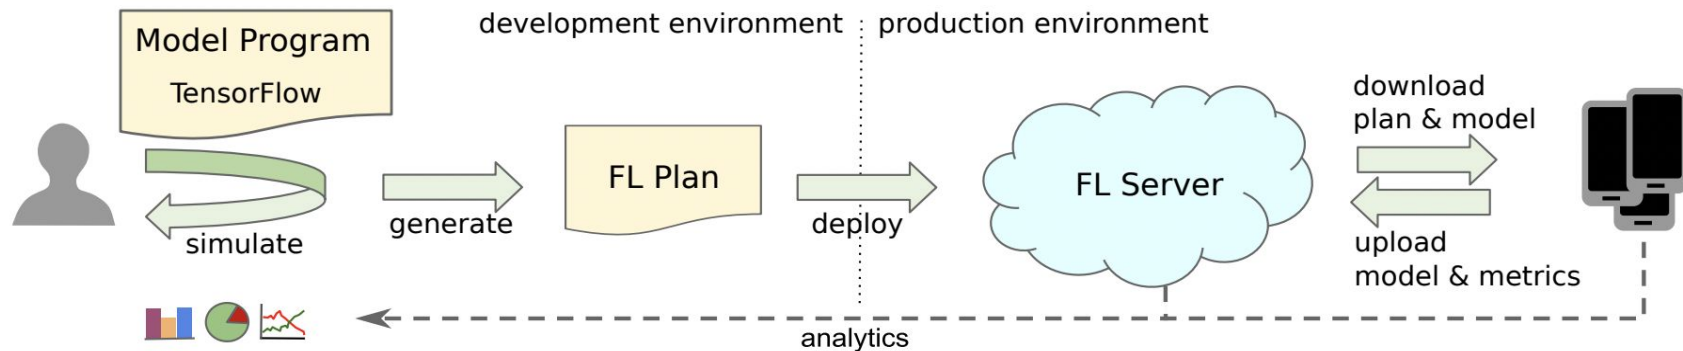 development environment
production environment
Model Program
TensorFlow
simulate
generate
FL Plan
deploy
FL Server
download
plan & model
upload
model & metrics
analytics